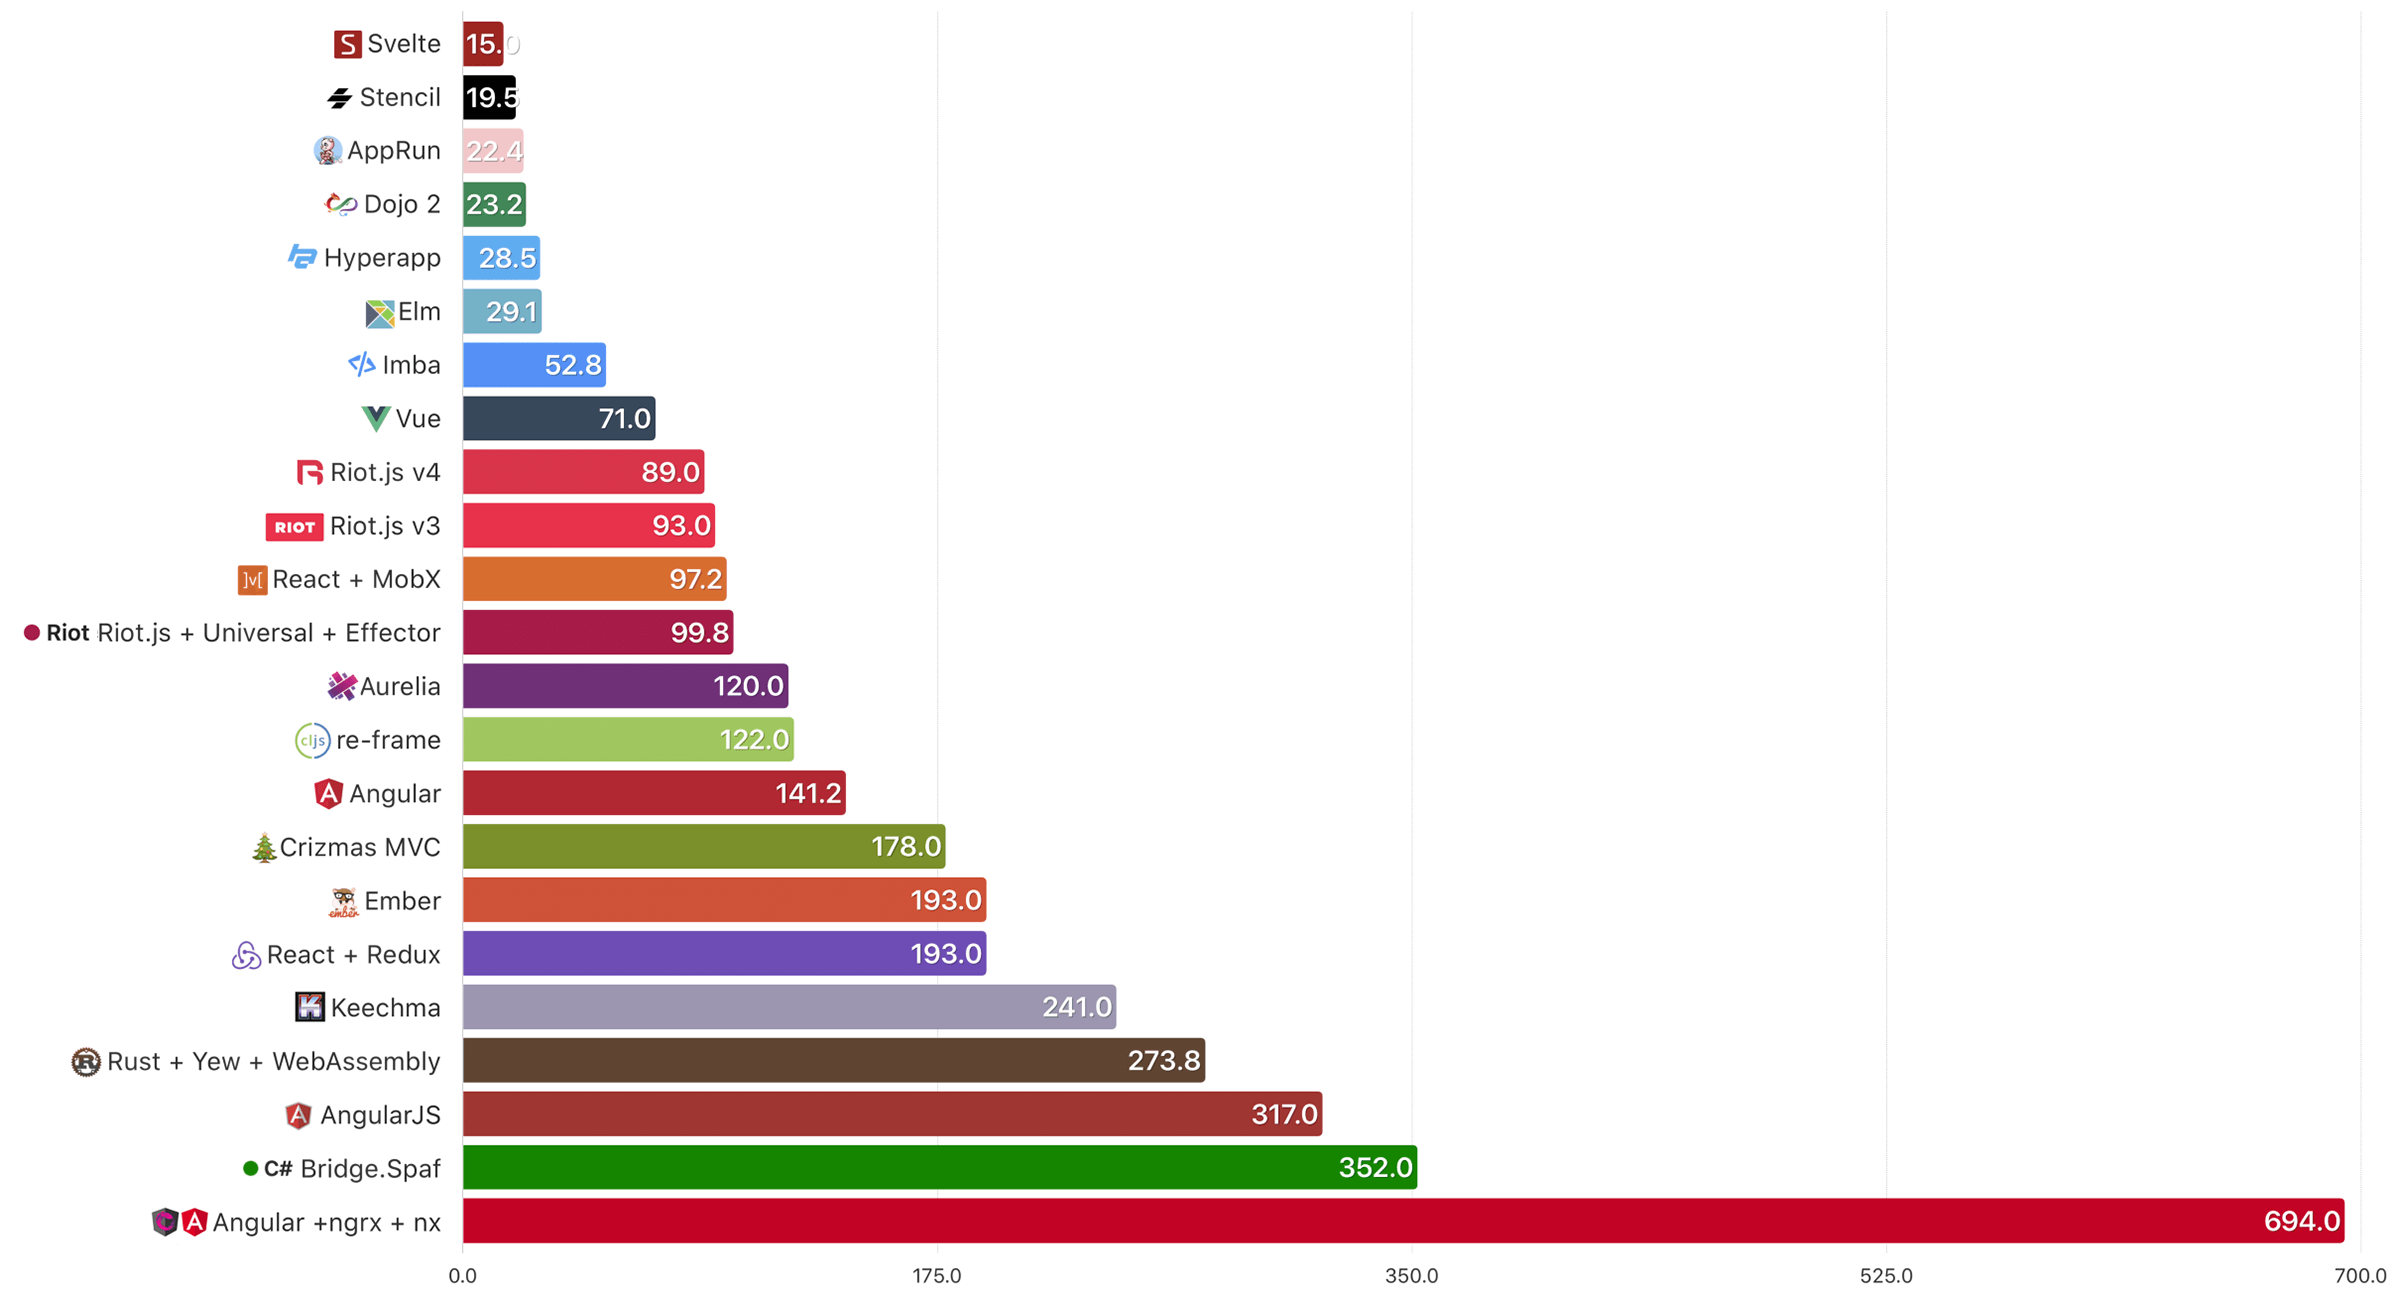 S Svelte 15.0
Stencil 19.5
AppRun 22.4
Dojo 2 23.2
Hyperapp 28.5
Elm 29.1
</> Imba 52.8
Vue 71.0
Riot.js v4 89.0
RIOT Riot.js v3 93.0
]v[ React + MobX 97.2
Riot Riot.js + Universal + Effector 99.8
Aurelia 120.0
cljs re-frame 122.0
A Angular 141.2
Crizmas MVC 178.0
ember Ember 193.0
React + Redux 193.0
K Keechma 241.0
R Rust + Yew + WebAssembly 273.8
A AngularJS 317.0
C# Bridge.Spaf 352.0
C A Angular +ngrx + nx 694.0
0.0 175.0 350.0 525.0 700.0